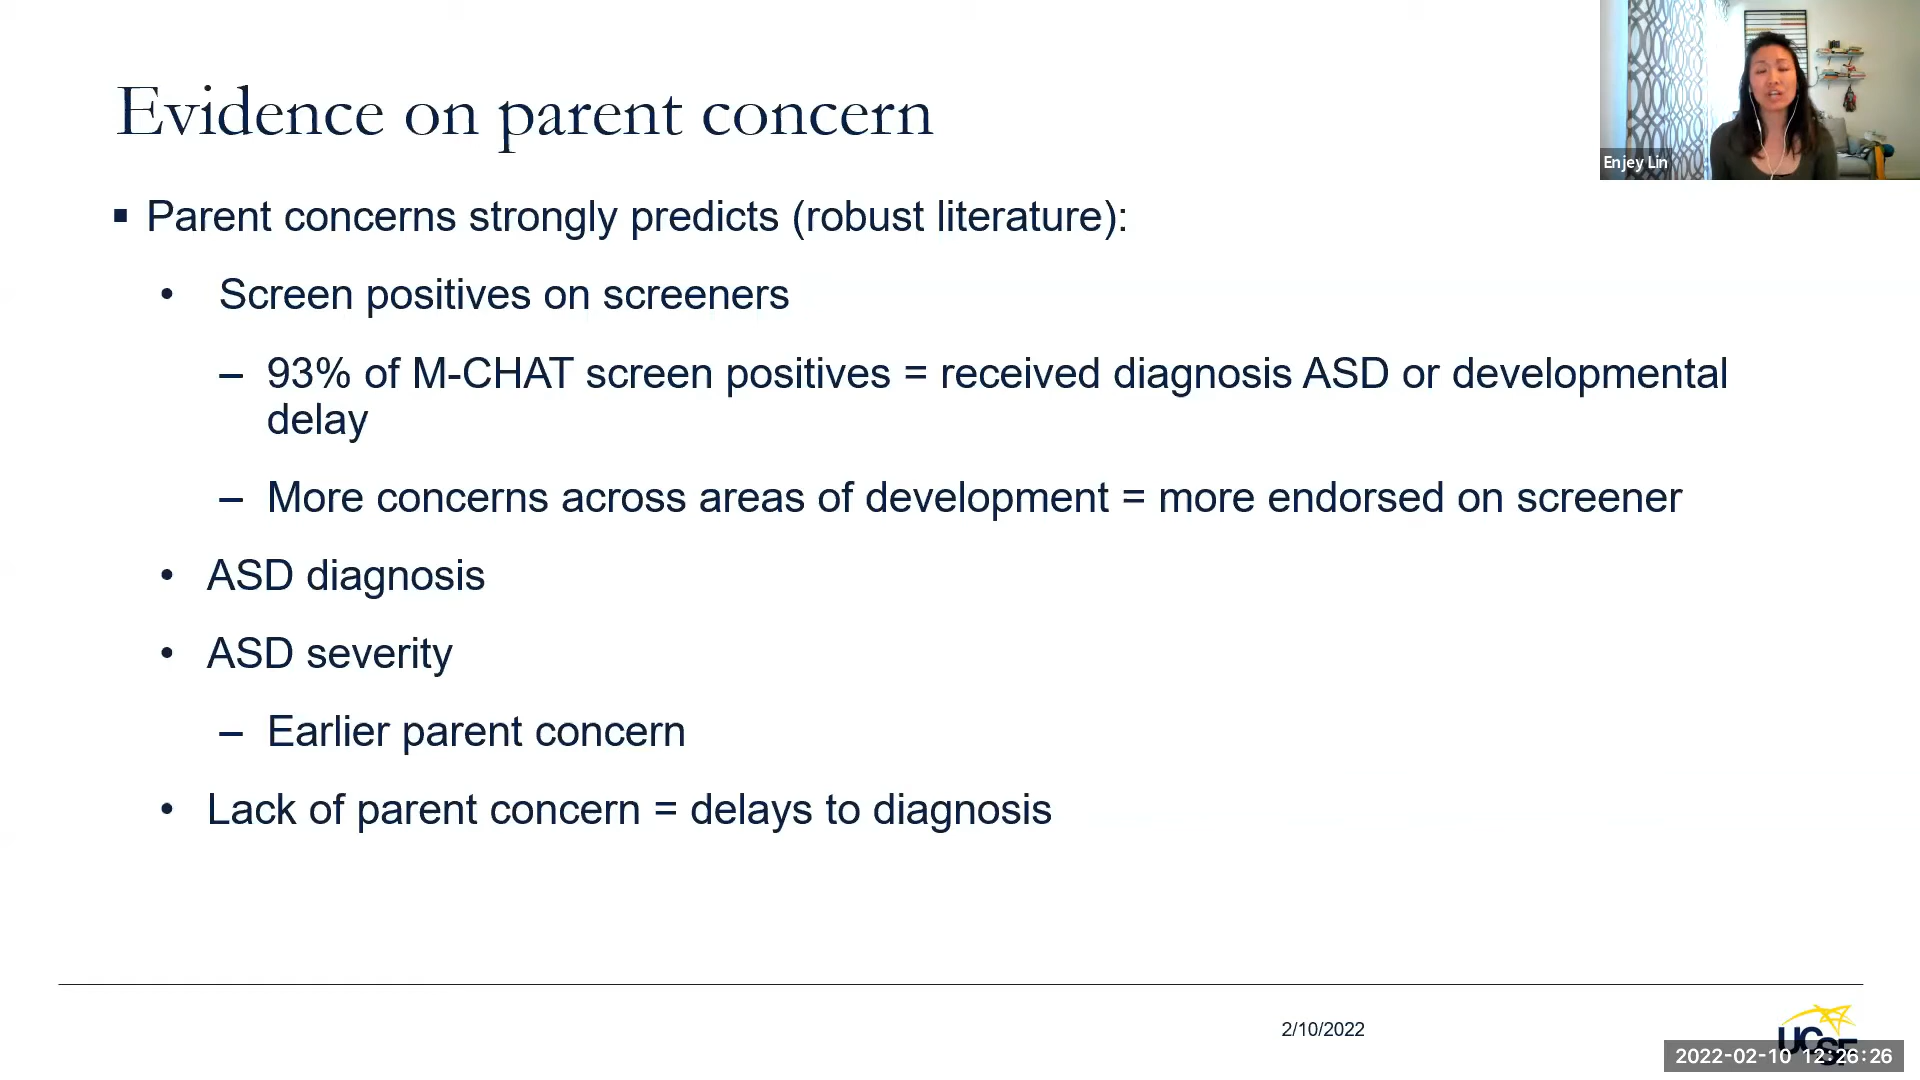 Evidence on parent concern
Enjey Lin
▪ Parent concerns strongly predicts (robust literature):
• Screen positives on screeners
– 93% of M-CHAT screen positives = received diagnosis ASD or developmental
delay
– More concerns across areas of development = more endorsed on screener
• ASD diagnosis
• ASD severity
– Earlier parent concern
• Lack of parent concern = delays to diagnosis
2/10/2022
UCSF
2022-02-10 12:26:26